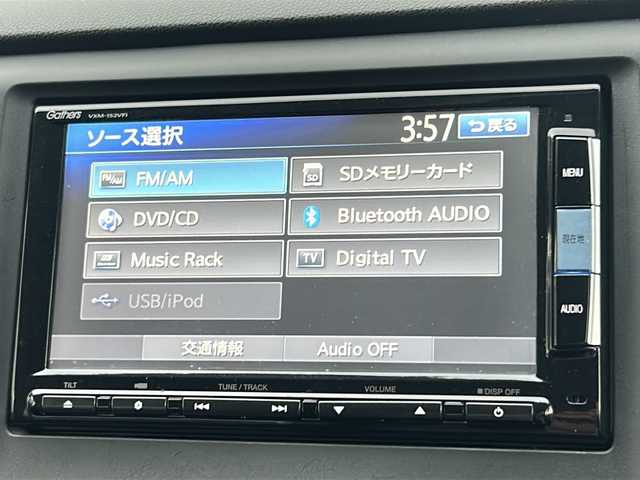 Gathers
VXM-152VFi
ソース選択
3:57
戻る
FM/AM
FM/AM
SD
SDメモリーカード
DVD/CD
Bluetooth AUDIO
Music Rack
TV
Digital TV
USB/iPod
交通情報
Audio OFF
MENU
現在地
AUDIO
TILT
TUNE / TRACK
VOLUME
DISP OFF